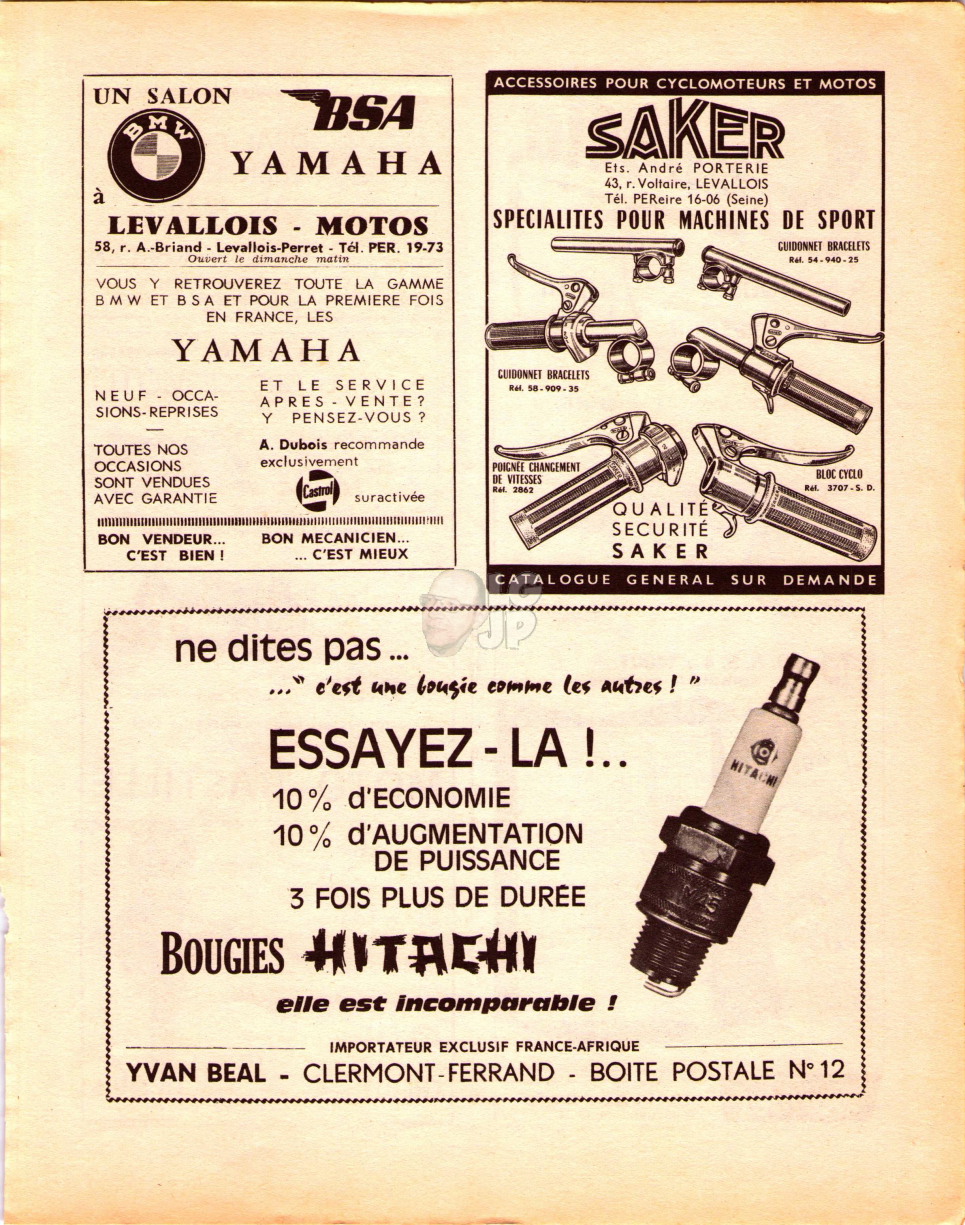 UN SALON
BMW
BSA
YAMAHA
à
LEVALLOIS - MOTOS
58, r. A.-Briand - Levallois-Perret - Tél. PER. 19-73
Ouvert le dimanche matin
VOUS Y RETROUVEREZ TOUTE LA GAMME
BMW ET BSA ET POUR LA PREMIERE FOIS
EN FRANCE, LES
YAMAHA
NEUF - OCCA-
SIONS-REPRISES
ET LE SERVICE
APRES - VENTE?
Y PENSEZ-VOUS ?
TOUTES NOS
OCCASIONS
SONT VENDUES
AVEC GARANTIE
A. Dubois recommande
exclusivement
Castrol suractivée
BON VENDEUR...
C'EST BIEN !
BON MECANICIEN...
... C'EST MIEUX
ACCESSOIRES POUR CYCLOMOTEURS ET MOTOS
SAKER
Ets. André PORTERIE
43, r. Voltaire, LEVALLOIS
Tél. PEReire 16-06 (Seine)
SPECIALITES POUR MACHINES DE SPORT
GUIDONNET BRACELETS
Réf. 54-940-25
GUIDONNET BRACELETS
Réf. 58-909-35
POIGNÉE CHANGEMENT
DE VITESSES
Réf. 2862
BLOC CYCLO
Réf. 3707-S. D.
QUALITÉ
SECURITÉ
SAKER
CATALOGUE GENERAL SUR DEMANDE
IGJP
ne dites pas ...
..." c'est une bougie comme les autres ! "
ESSAYEZ - LA !..
10 % d'ECONOMIE
10 % d'AUGMENTATION
DE PUISSANCE
3 FOIS PLUS DE DURÉE
HITACHI
BOUGIES HITACHI
elle est incomparable !
IMPORTATEUR EXCLUSIF FRANCE-AFRIQUE
YVAN BEAL - CLERMONT-FERRAND - BOITE POSTALE N° 12